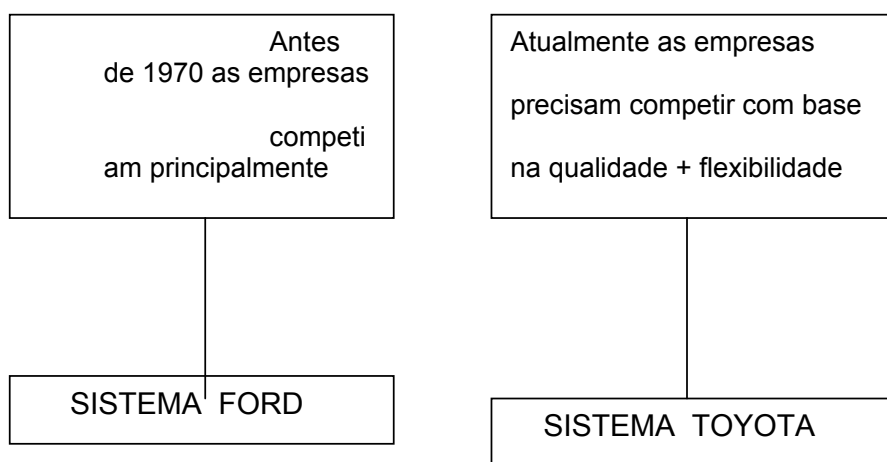 Antes
de 1970 as empresas
competi
am principalmente
Atualmente as empresas
precisam competir com base
na qualidade + flexibilidade
SISTEMA FORD
SISTEMA TOYOTA